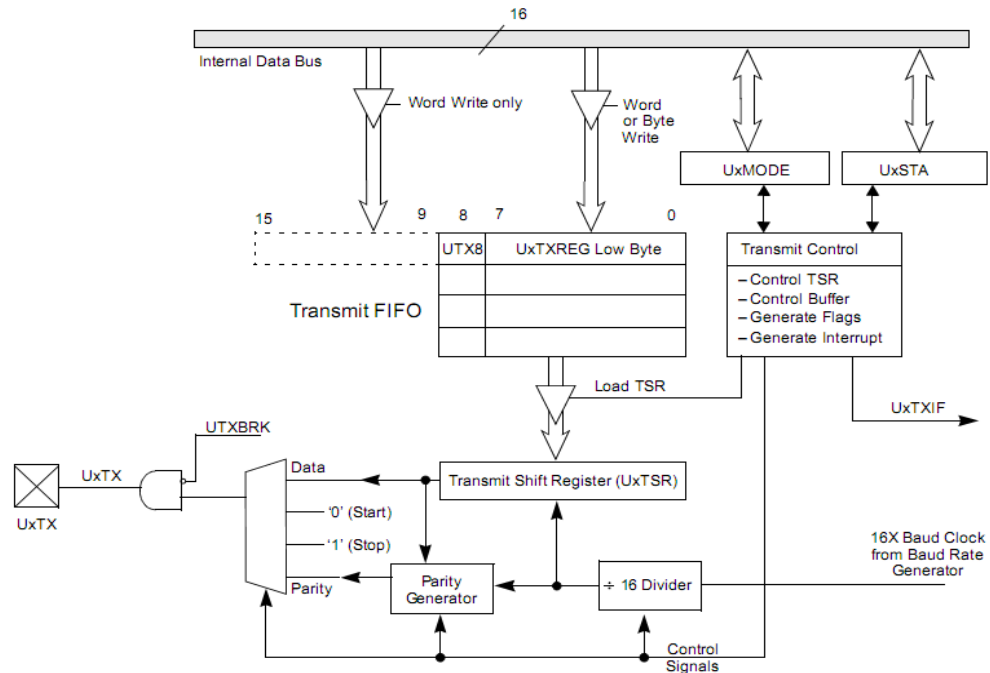 16
Internal Data Bus
Word Write only
Word
or Byte
Write
UxMODE
UxSTA
15
9
8
7
0
UTX8
UxTXREG Low Byte
Transmit Control
– Control TSR
– Control Buffer
– Generate Flags
– Generate Interrupt
Transmit FIFO
Load TSR
UxTXIF
UTXBRK
UxTX
UxTX
Data
Transmit Shift Register (UxTSR)
‘0’ (Start)
‘1’ (Stop)
Parity
Parity
Generator
÷ 16 Divider
16X Baud Clock
from Baud Rate
Generator
Control
Signals